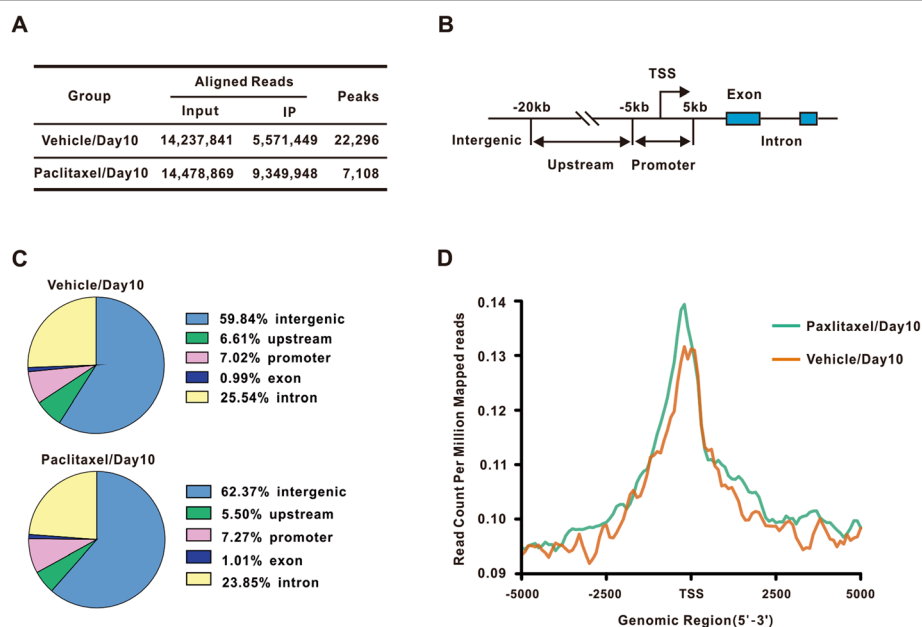 A
Aligned Reads
Group Peaks
Input IP
Vehicle/Day10 14,237,841 5,571,449 22,296
Paclitaxel/Day10 14,478,869 9,349,948 7,108
B
TSS
-20kb -5kb 5kb Exon
Intergenic Intron
Upstream Promoter
C
Vehicle/Day10
59.84% intergenic
6.61% upstream
7.02% promoter
0.99% exon
25.54% intron
Paclitaxel/Day10
62.37% intergenic
5.50% upstream
7.27% promoter
1.01% exon
23.85% intron
D
Read Count Per Million Mapped reads
0.14
0.13
0.12
0.11
0.10
0.09
-5000 -2500 TSS 2500 5000
Genomic Region(5'-3')
Paxlitaxel/Day10
Vehicle/Day10